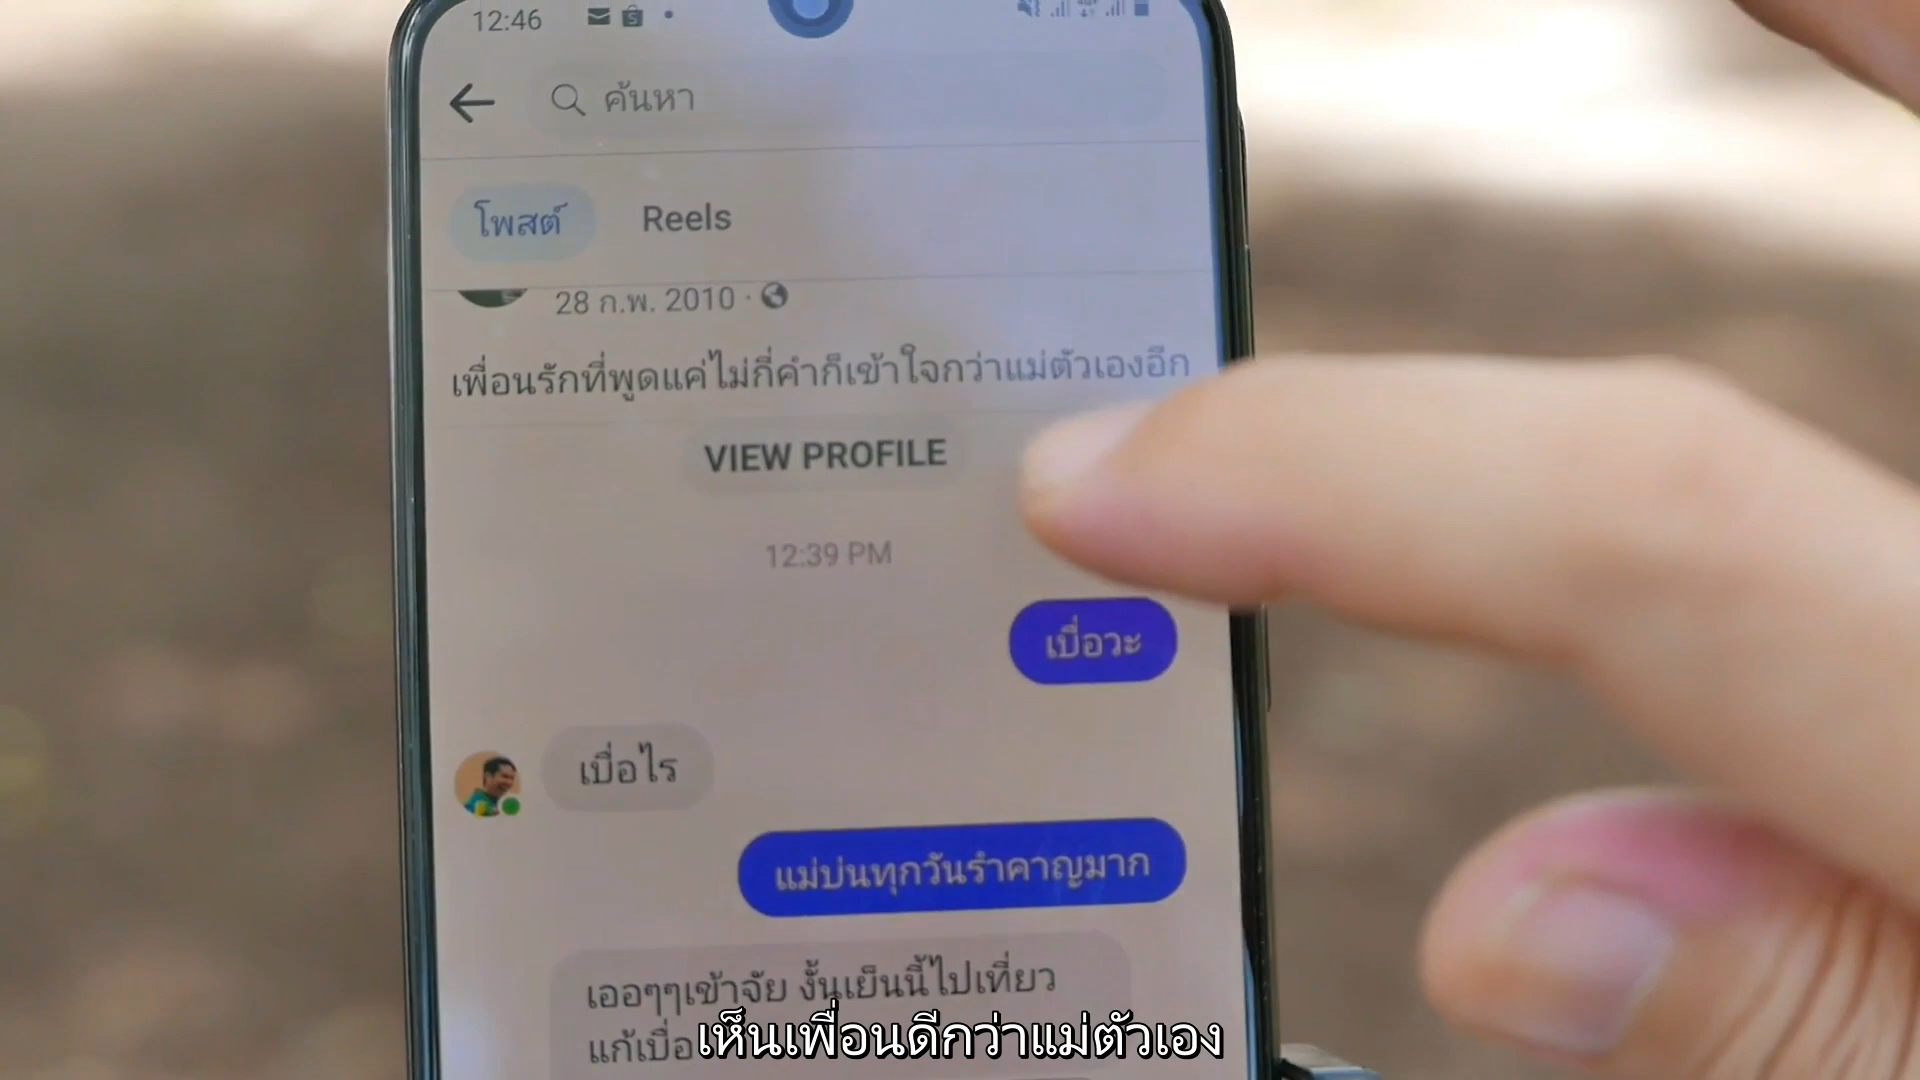 12:46
ค้นหา
โพสต์ Reels
28 ก.พ. 2010 ·
เพื่อนรักที่พูดแค่ไม่กี่คำก็เข้าใจกว่าแม่ตัวเองอีก
VIEW PROFILE
12:39 PM
เบื่อวะ
เบื่อไร
แม่บ่นทุกวันรำคาญมาก
เออๆๆเข้าจัย งั้นเย็นนี้ไปเที่ยว
แก้เบื่อ
เห็นเพื่อนดีกว่าแม่ตัวเอง